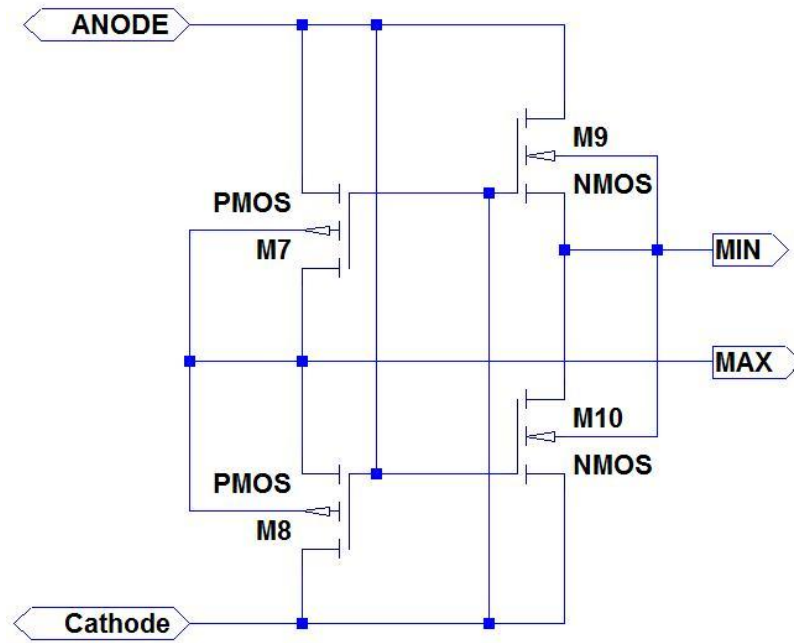 ANODE
M9
NMOS
PMOS
M7
MIN
MAX
M10
NMOS
PMOS
M8
Cathode